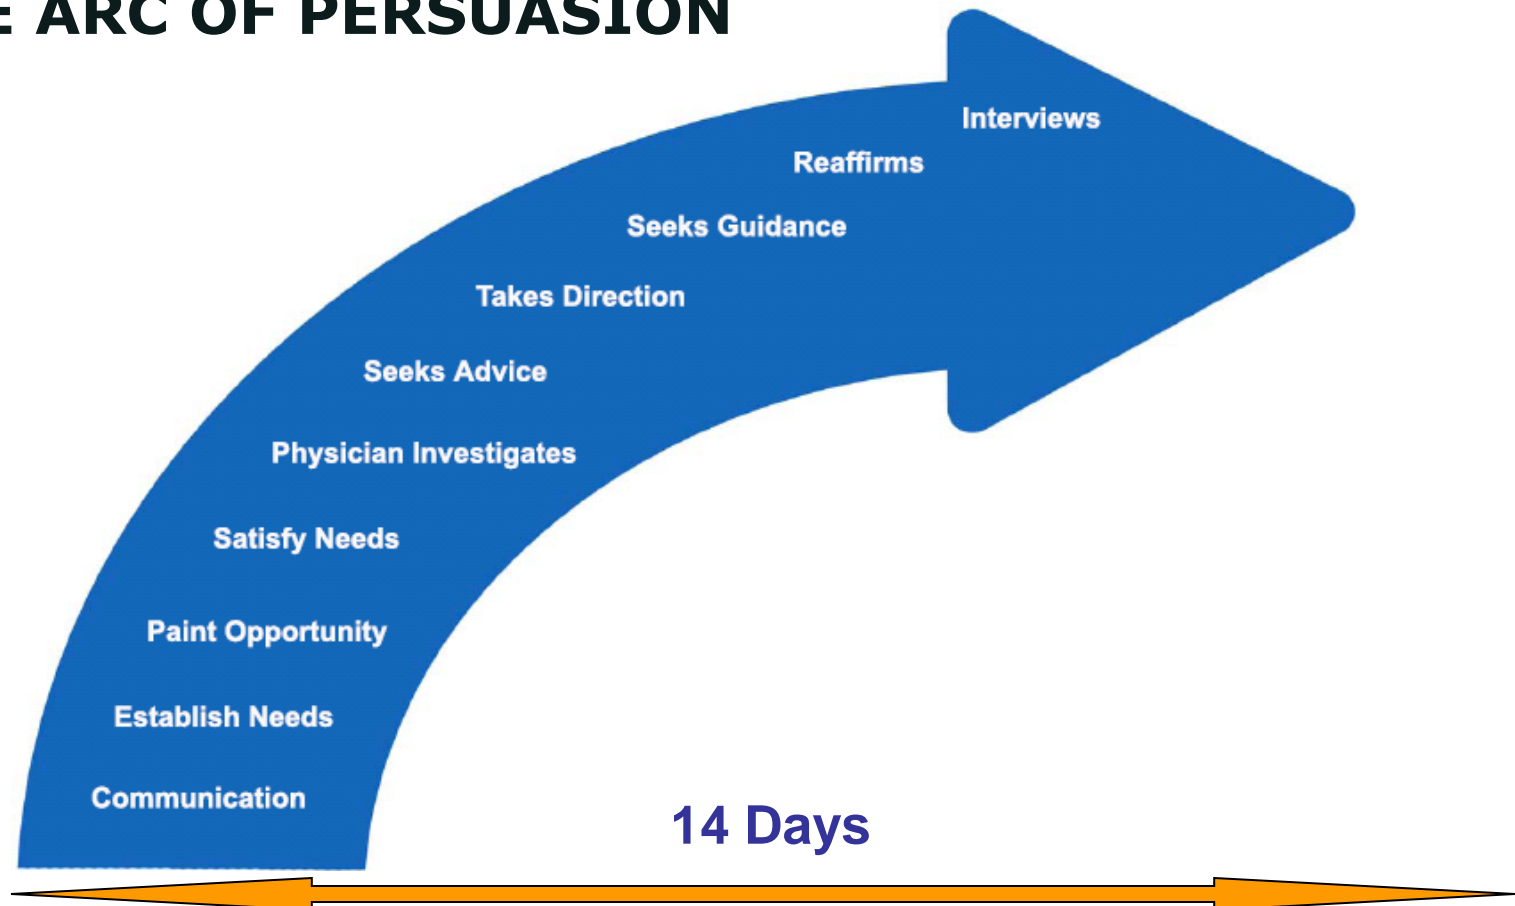 E ARC OF PERSUASION
Interviews
Reaffirms
Seeks Guidance
Takes Direction
Seeks Advice
Physician Investigates
Satisfy Needs
Paint Opportunity
Establish Needs
Communication
14 Days